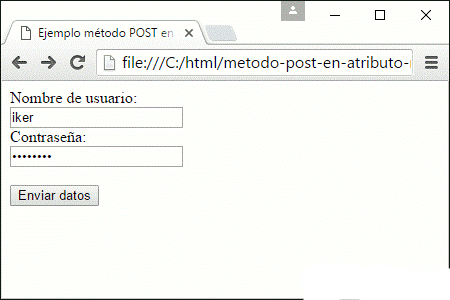 Ejemplo método POST en
file:///C:/html/metodo-post-en-atributo-
Nombre de usuario:
iker
Contraseña:
••••••••
Enviar datos